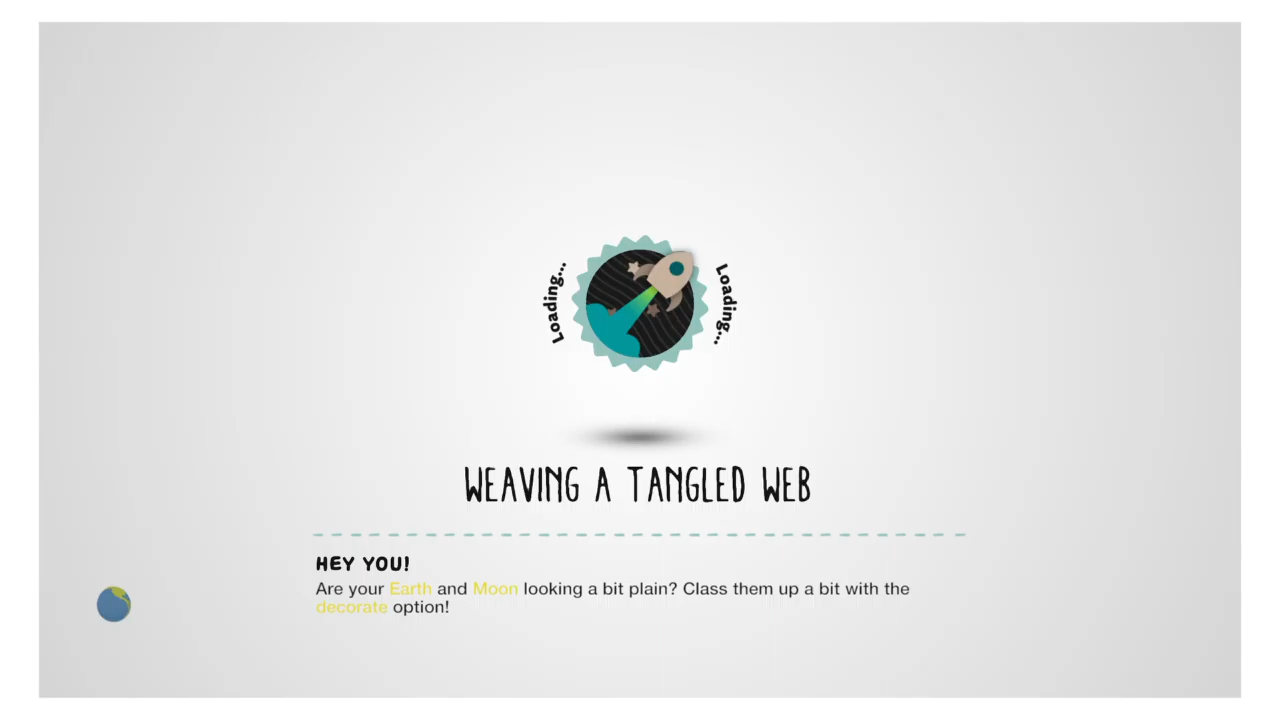 Loading...
Loading...
WEAVING A TANGLED WEB
HEY YOU!
Are your Earth and Moon looking a bit plain? Class them up a bit with the
decorate option!